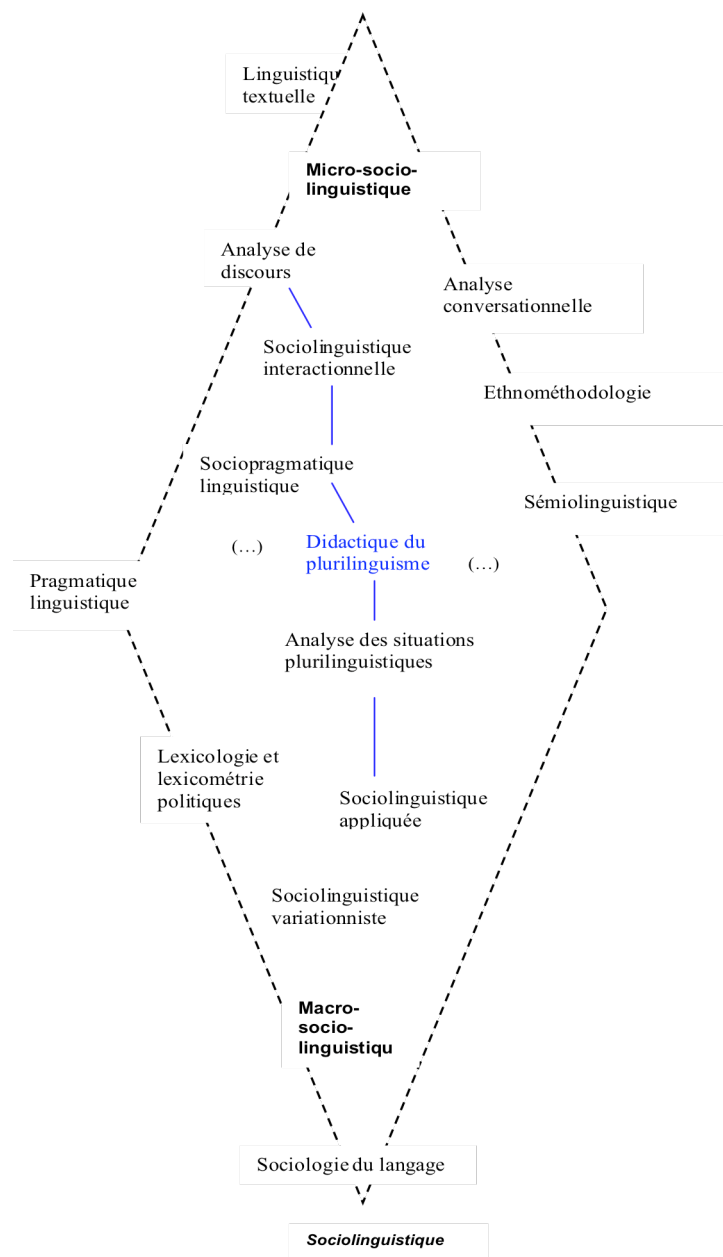 Linguistiqu
textuelle
Micro-socio-
linguistique
Analyse de
discours
Analyse
conversationnelle
Sociolinguistique
interactionnelle
Ethnométhodologie
Sociopragmatique
linguistique
Sémiolinguistique
(…)
Didactique du
plurilinguisme
(…)
Pragmatique
linguistique
Analyse des situations
plurilinguistiques
Lexicologie et
lexicométrie
politiques
Sociolinguistique
appliquée
Sociolinguistique
variationniste
Macro-
socio-
linguistiqu
Sociologie du langage
Sociolinguistique